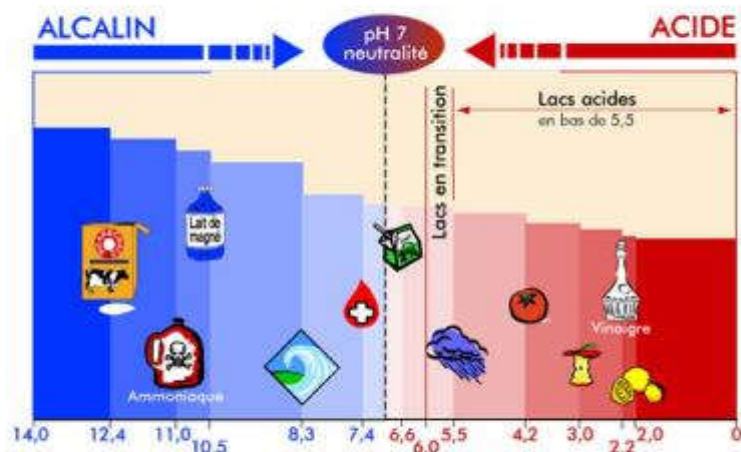 ALCALIN
pH 7
neutralité
ACIDE
Lacs acides
en bas de 5,5
Lacs en transition
Lait de
magné
Vinaigre
Ammoniaque
14,0
12,4
11,0
10,5
8,3
7,4
6,6
6,0
5,5
4,2
3,0
2,2
2,0
0